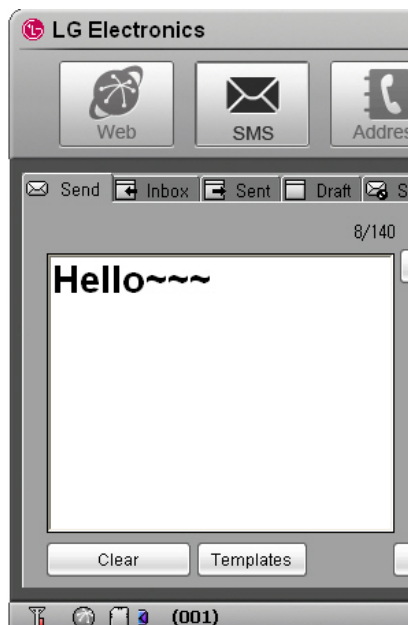 LG Electronics
Web SMS Addres
Send Inbox Sent Draft S
8/140
Hello~~~
Clear Templates
(001)